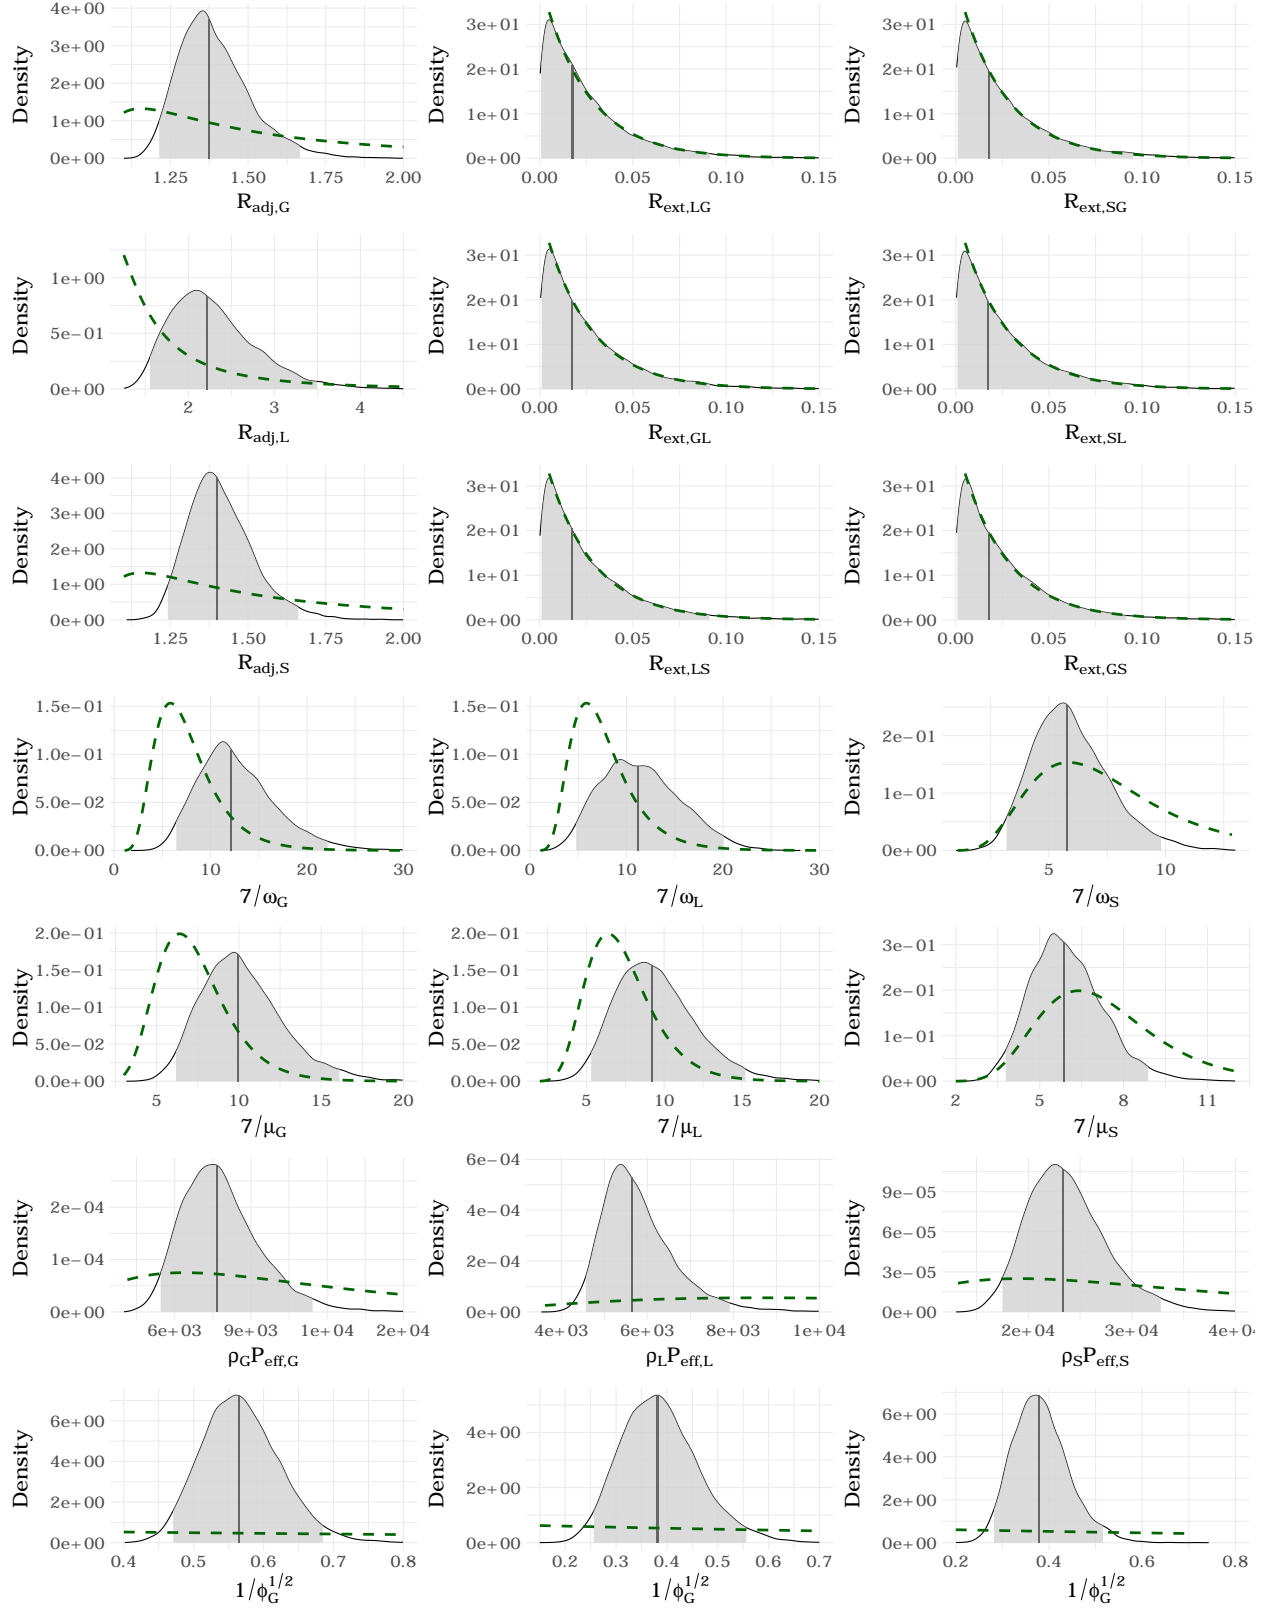 4e+00
3e+00
2e+00
1e+00
0e+00
Density
1.25 1.50 1.75 2.00
R_adj,G
3e+01
2e+01
1e+01
0e+00
Density
0.00 0.05 0.10 0.15
R_ext,LG
3e+01
2e+01
1e+01
0e+00
Density
0.00 0.05 0.10 0.15
R_ext,SG
1e+00
5e−01
0e+00
Density
2 3 4
R_adj,L
3e+01
2e+01
1e+01
0e+00
Density
0.00 0.05 0.10 0.15
R_ext,GL
3e+01
2e+01
1e+01
0e+00
Density
0.00 0.05 0.10 0.15
R_ext,SL
4e+00
3e+00
2e+00
1e+00
0e+00
Density
1.25 1.50 1.75 2.00
R_adj,S
3e+01
2e+01
1e+01
0e+00
Density
0.00 0.05 0.10 0.15
R_ext,LS
3e+01
2e+01
1e+01
0e+00
Density
0.00 0.05 0.10 0.15
R_ext,GS
1.5e−01
1.0e−01
5.0e−02
0.0e+00
Density
0 10 20 30
7/ω_G
1.5e−01
1.0e−01
5.0e−02
0.0e+00
Density
0 10 20 30
7/ω_L
2e−01
1e−01
0e+00
Density
5 10
7/ω_S
2.0e−01
1.5e−01
1.0e−01
5.0e−02
0.0e+00
Density
5 10 15 20
7/μ_G
2.0e−01
1.5e−01
1.0e−01
5.0e−02
0.0e+00
Density
5 10 15 20
7/μ_L
3e−01
2e−01
1e−01
0e+00
Density
2 5 8 11
7/μ_S
2e−04
1e−04
0e+00
Density
6e+03 9e+03 1e+04 2e+04
ρ_G P_eff,G
6e−04
4e−04
2e−04
0e+00
Density
4e+03 6e+03 8e+03 1e+04
ρ_L P_eff,L
9e−05
6e−05
3e−05
0e+00
Density
2e+04 3e+04 4e+0
ρ_S P_eff,S
6e+00
4e+00
2e+00
0e+00
Density
0.4 0.5 0.6 0.7 0.8
1/ϕ_G^1/2
4e+00
2e+00
0e+00
Density
0.2 0.3 0.4 0.5 0.6 0.7
1/ϕ_G^1/2
6e+00
4e+00
2e+00
0e+00
Density
0.2 0.4 0.6 0.8
1/ϕ_G^1/2